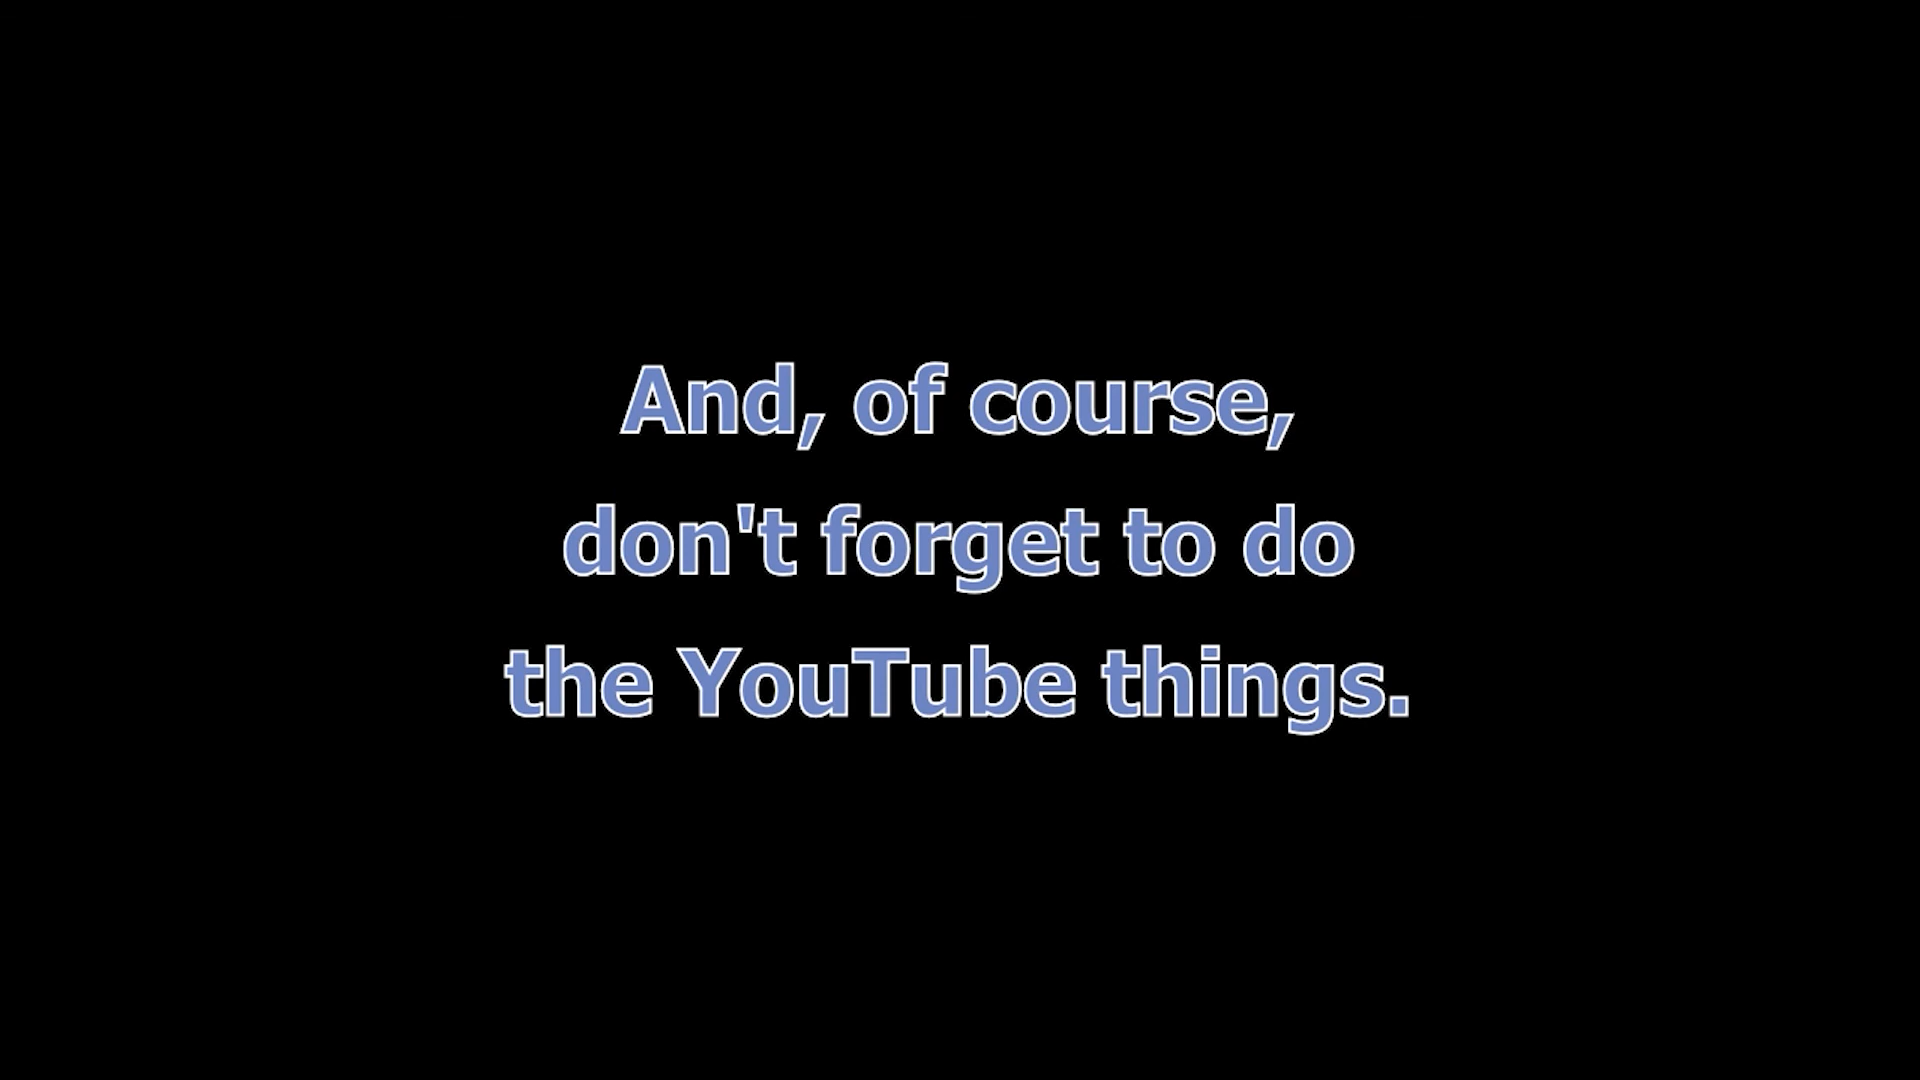 And, of course,
don't forget to do
the YouTube things.